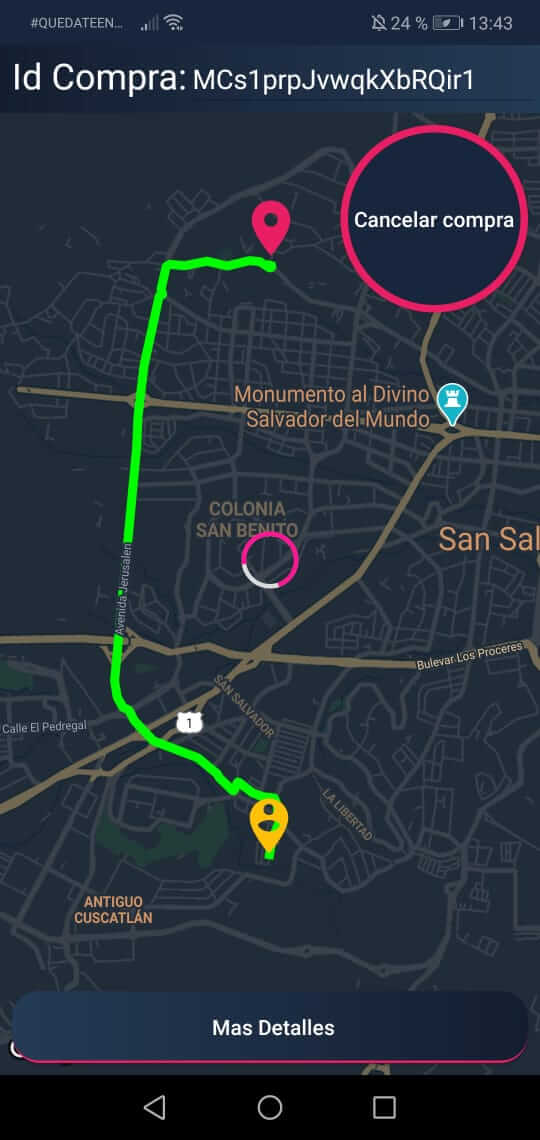 #QUEDATEEN...
24 %
13:43
Id Compra: MCs1prpJvwqkXbRQir1
Cancelar compra
Monumento al Divino
Salvador del Mundo
COLONIA
SAN BENITO
San Sal
Avenida Jerusalen
Bulevar Los Proceres
SAN SALVADOR
1
Calle El Pedregal
LA LIBERTAD
ANTIGUO
CUSCATLÁN
Mas Detalles